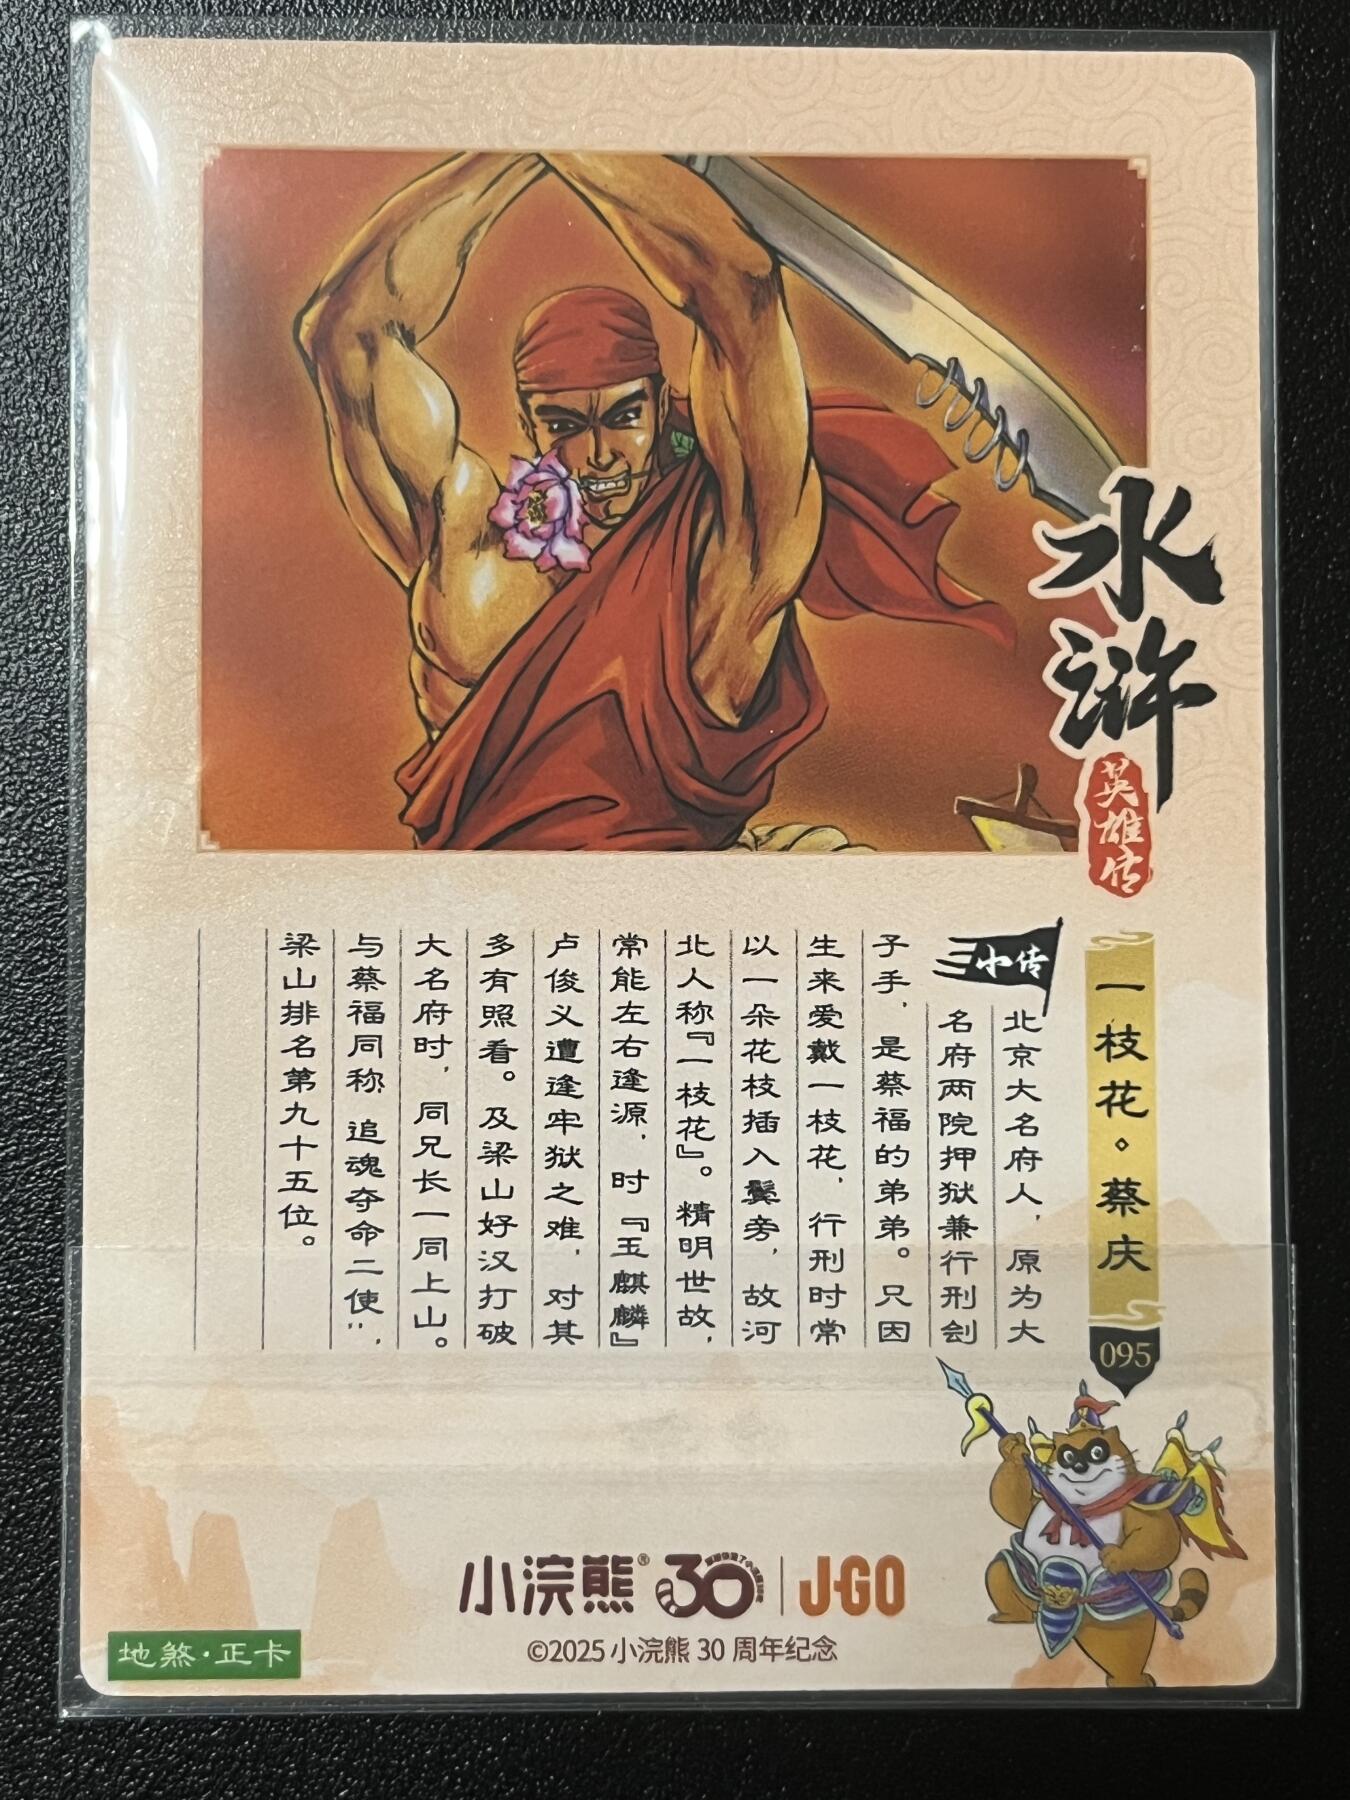 水浒
英雄传
一枝花·蔡庆
095
小传
北京大名府人，原为大
名府两院押狱兼行刑刽
子手，是蔡福的弟弟。只因
生来爱戴一枝花，行刑时常
以一朵花枝插入鬓旁，故河
北人称『一枝花』。精明世故，
常能左右逢源，时『玉麒麟』
卢俊义遭逢牢狱之难，对其
多有照看。及梁山好汉打破
大名府时，同兄长一同上山。
与蔡福同称"追魂夺命二使"，
梁山排名第九十五位。
小浣熊® 30 | JGO
©2025 小浣熊 30 周年纪念
地煞·正卡